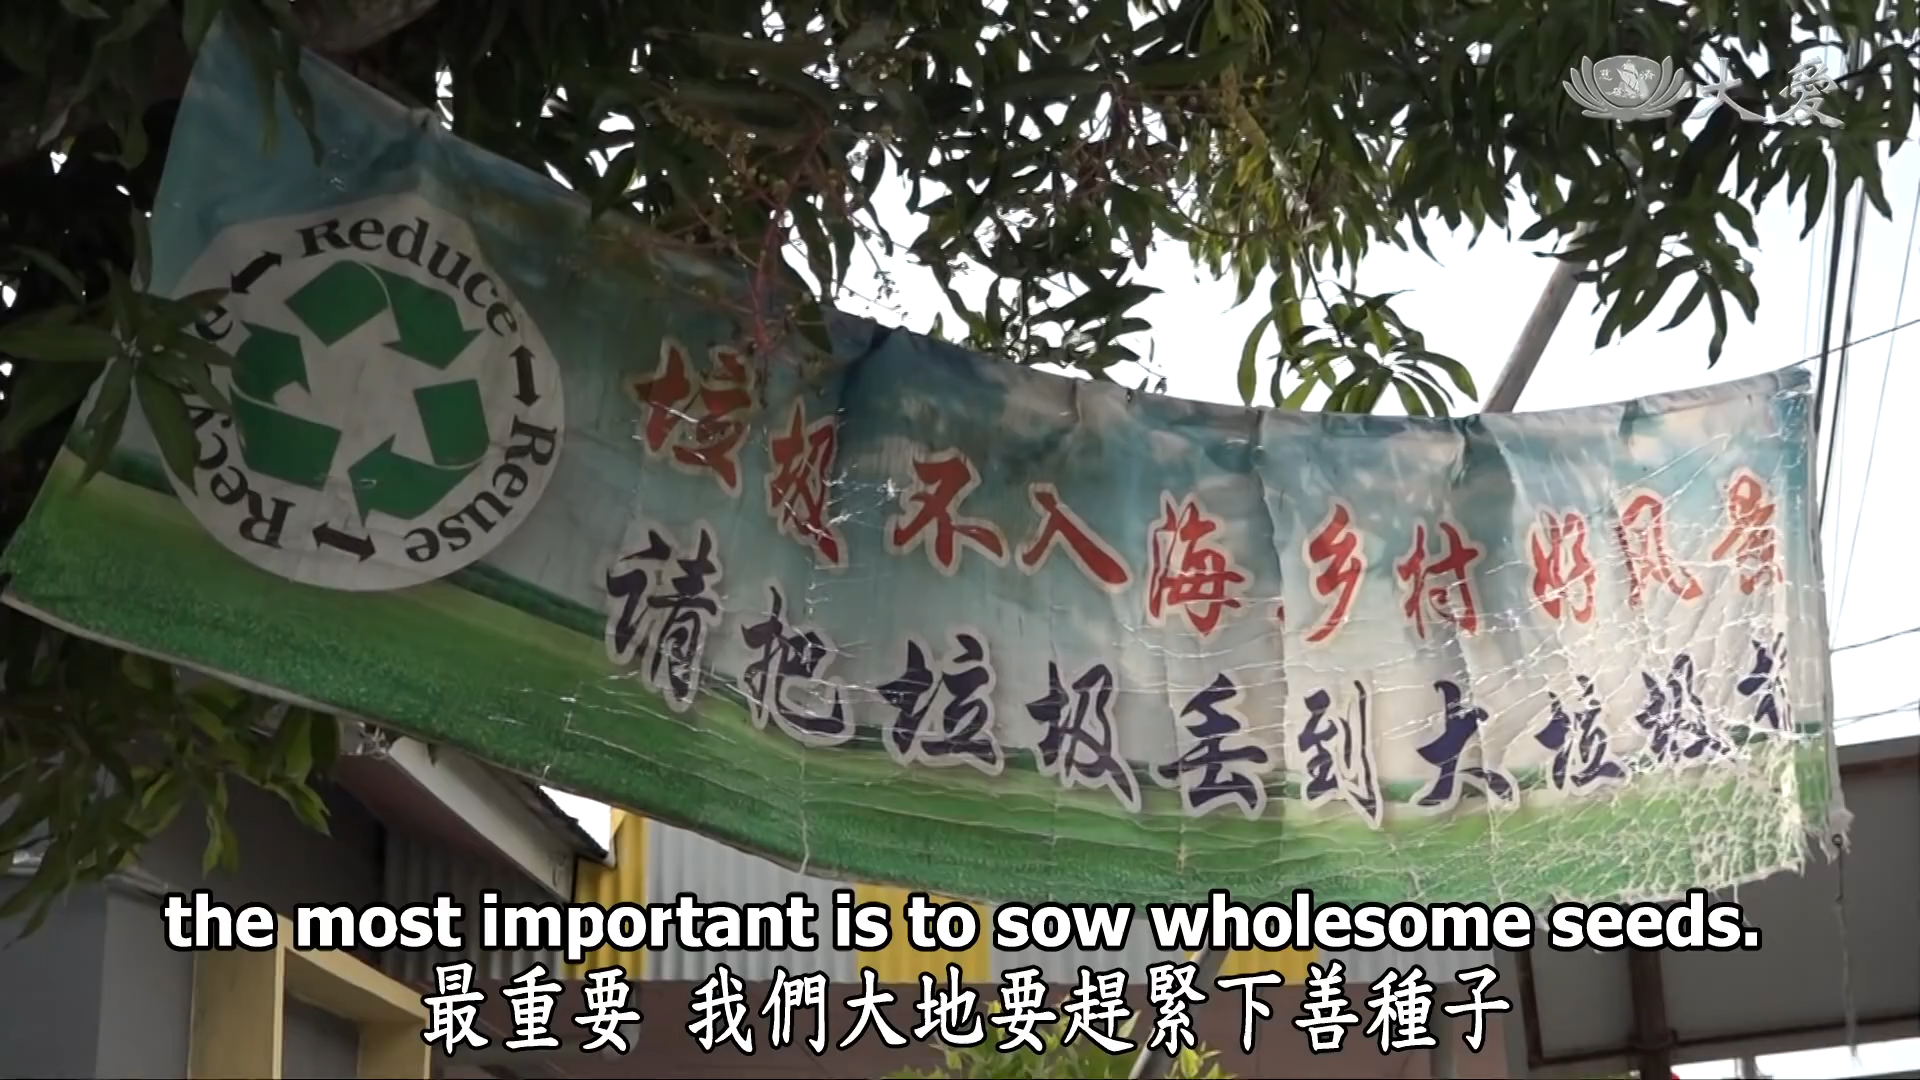 慈濟
大愛
Reduce
Reuse
垃圾不入海 乡村好风景
请把垃圾丢到大垃圾
the most important is to sow wholesome seeds.
最重要 我們大地要趕緊下善種子